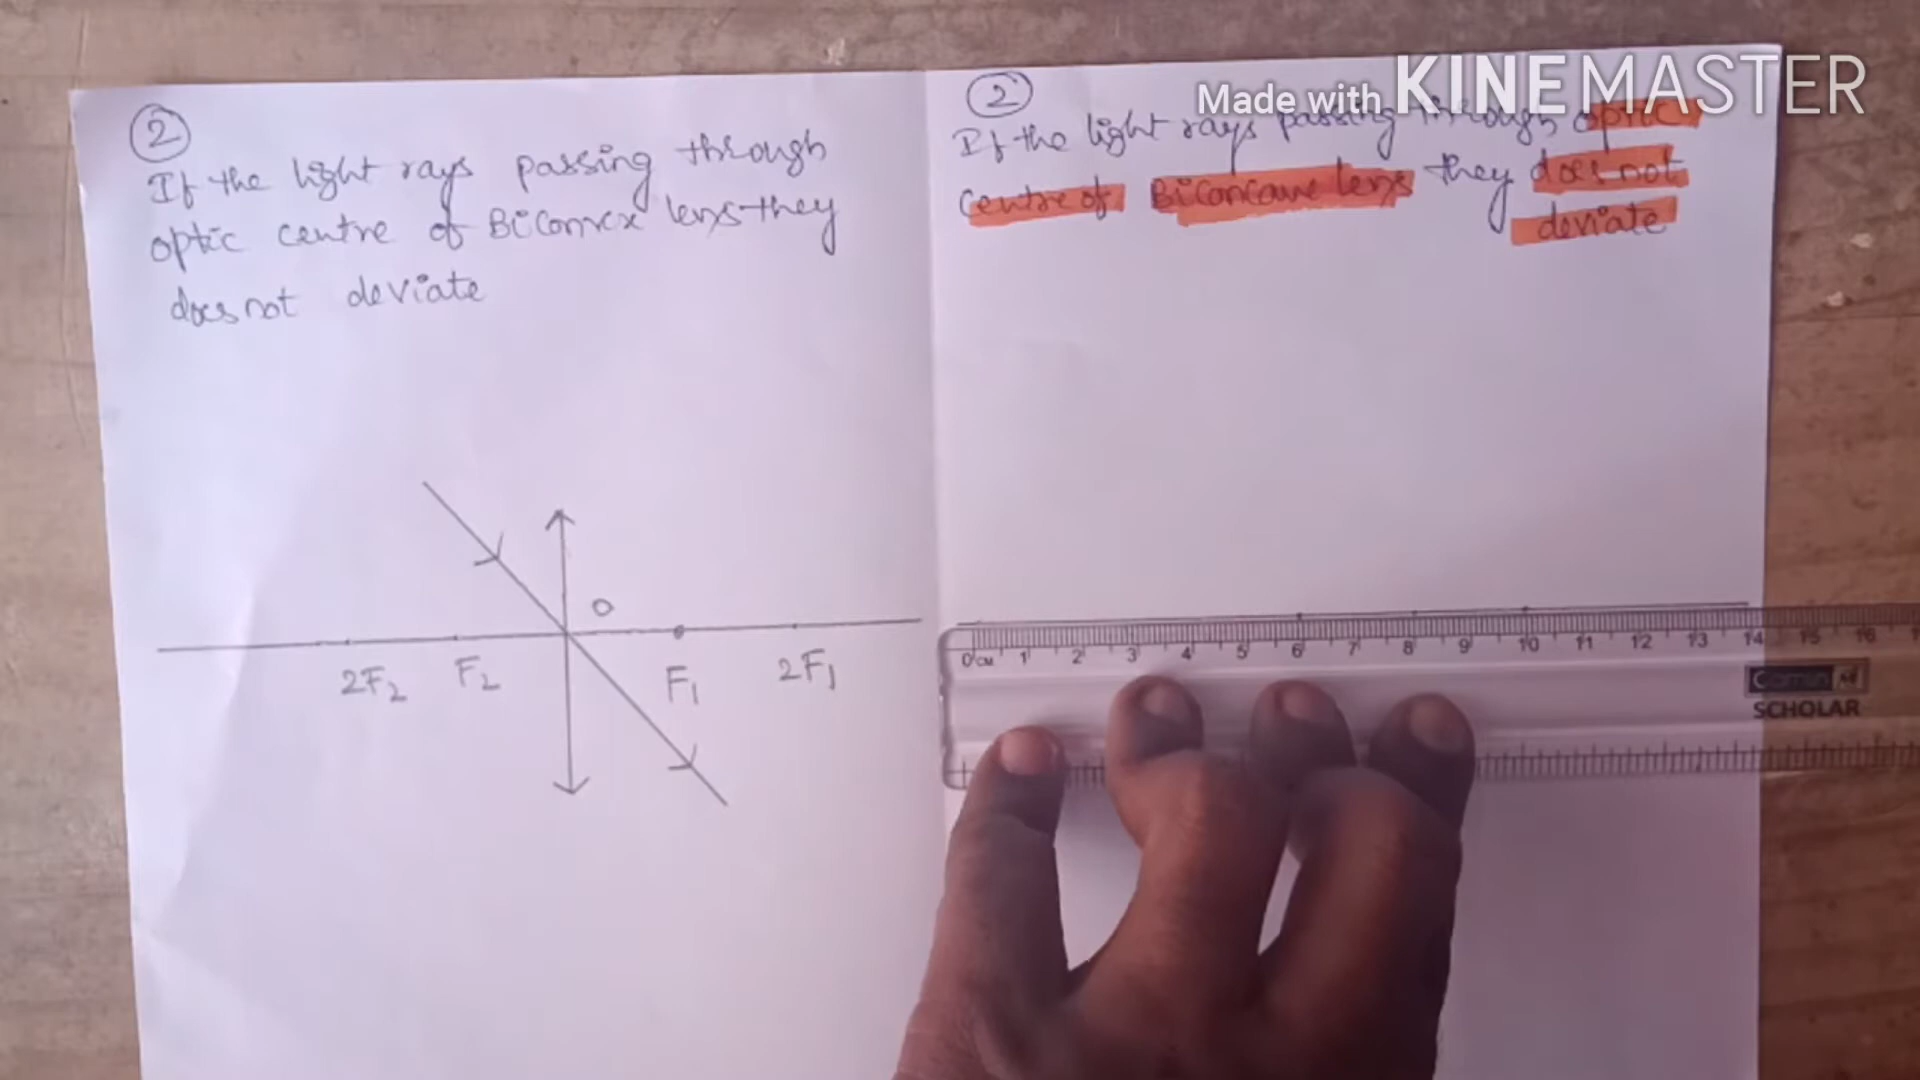 2
If the light rays passing through
optic centre of Biconvex lens they
does not deviate
O
2F₂ F₂ F₁ 2F₁
Made with KINEMASTER
2
If the light rays passing through optic
centre of Biconcave lens they does not
deviate
0 CM 1 2 3 4 5 6 7 8 9 10 11 12 13 14 15 16
Camlin
SCHOLAR